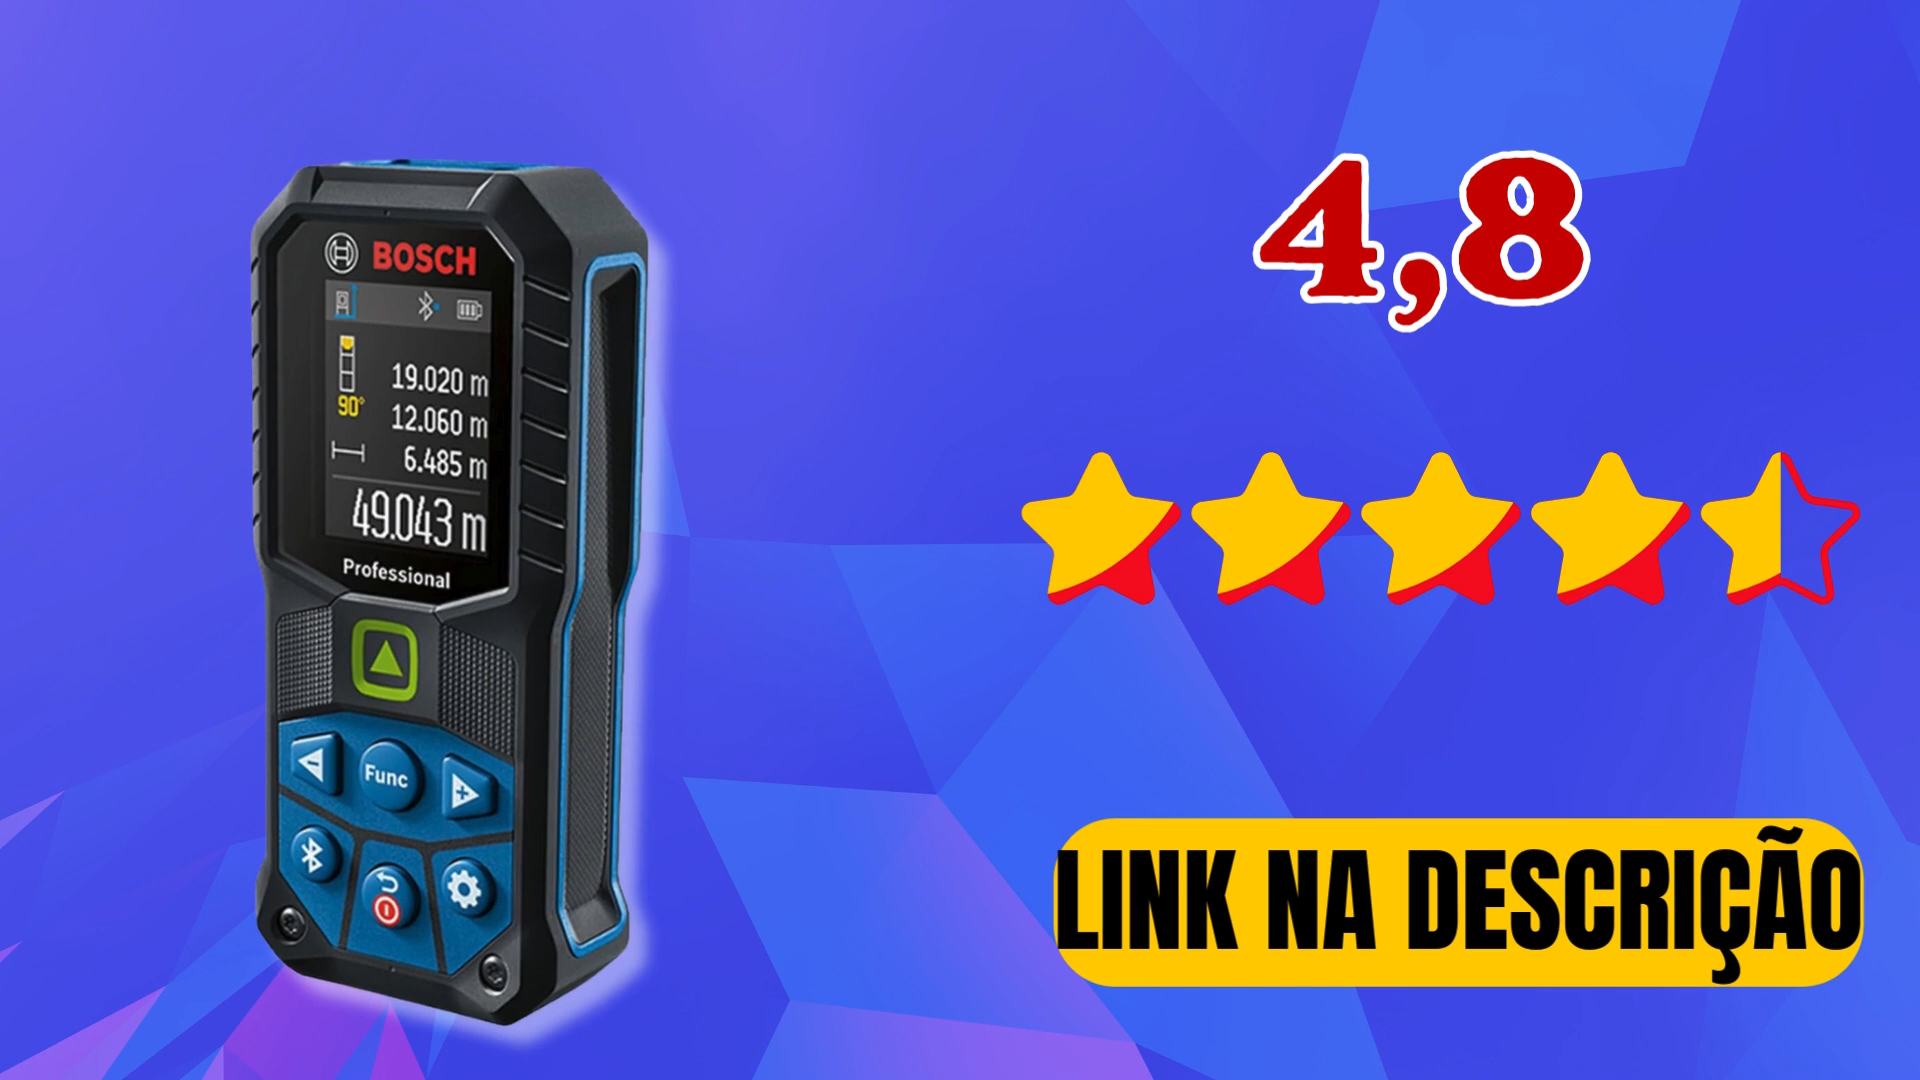 BOSCH
90°
19.020 m
12.060 m
6.485 m
49.043 m
Professional
Func
4,8
LINK NA DESCRIÇÃO